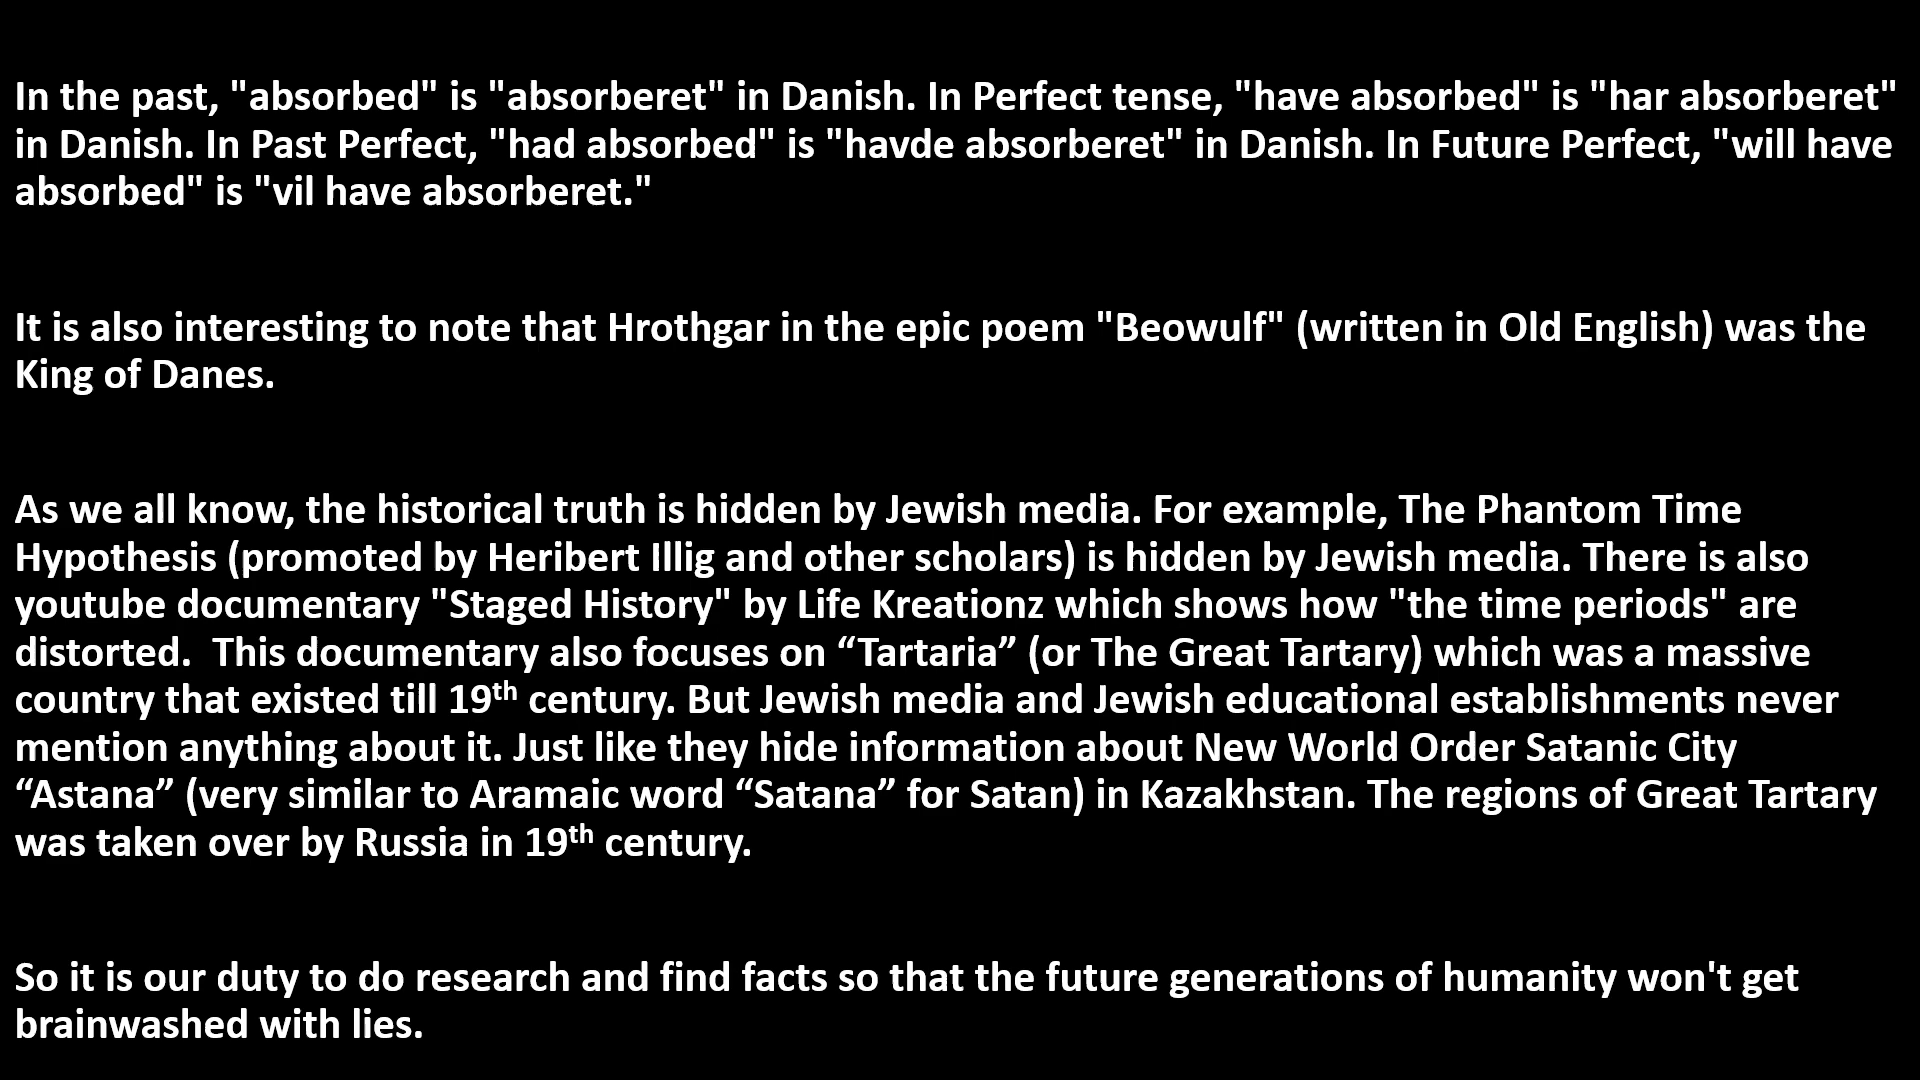 In the past, "absorbed" is "absorberet" in Danish. In Perfect tense, "have absorbed" is "har absorberet"
in Danish. In Past Perfect, "had absorbed" is "havde absorberet" in Danish. In Future Perfect, "will have
absorbed" is "vil have absorberet."
It is also interesting to note that Hrothgar in the epic poem "Beowulf" (written in Old English) was the
King of Danes.
As we all know, the historical truth is hidden by Jewish media. For example, The Phantom Time
Hypothesis (promoted by Heribert Illig and other scholars) is hidden by Jewish media. There is also
youtube documentary "Staged History" by Life Kreationz which shows how "the time periods" are
distorted.  This documentary also focuses on “Tartaria” (or The Great Tartary) which was a massive
country that existed till 19th century. But Jewish media and Jewish educational establishments never
mention anything about it. Just like they hide information about New World Order Satanic City
“Astana” (very similar to Aramaic word “Satana” for Satan) in Kazakhstan. The regions of Great Tartary
was taken over by Russia in 19th century.
So it is our duty to do research and find facts so that the future generations of humanity won't get
brainwashed with lies.